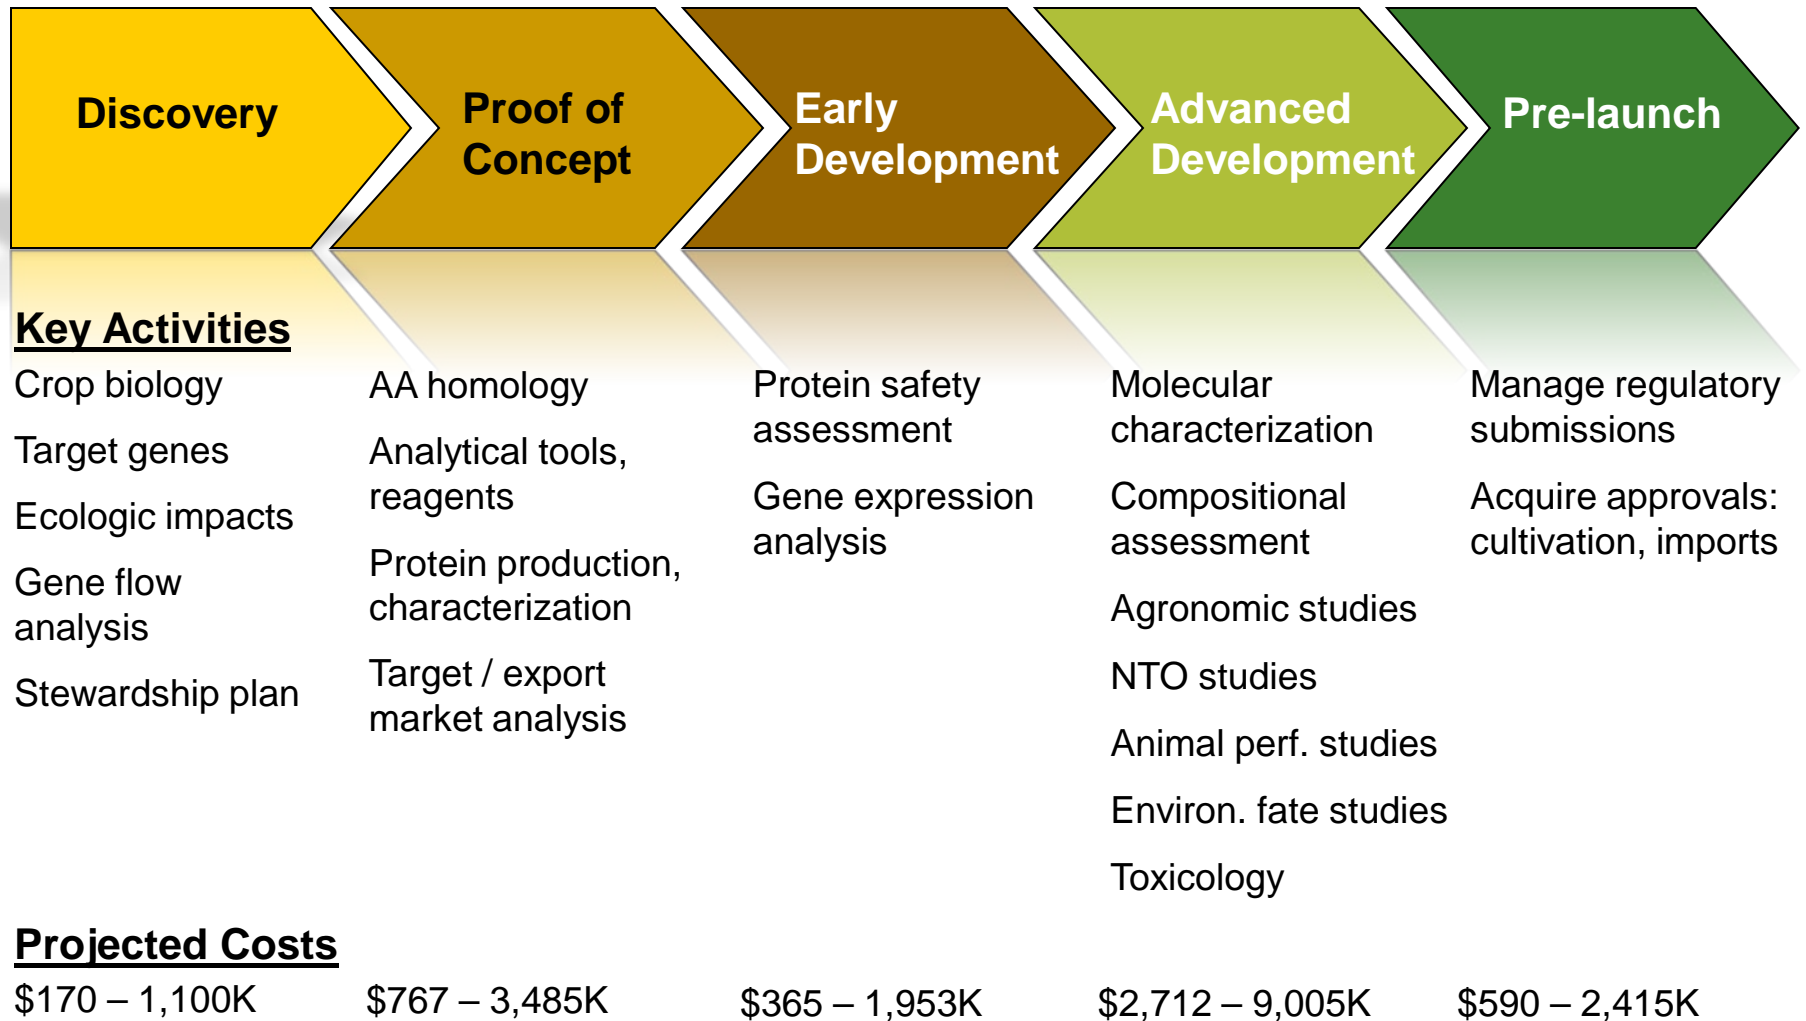 Discovery
Proof of
Concept
Early
Development
Advanced
Development
Pre-launch
Key Activities
Crop biology
Target genes
Ecologic impacts
Gene flow
analysis
Stewardship plan
AA homology
Analytical tools,
reagents
Protein production,
characterization
Target / export
market analysis
Protein safety
assessment
Gene expression
analysis
Molecular
characterization
Compositional
assessment
Agronomic studies
NTO studies
Animal perf. studies
Environ. fate studies
Toxicology
Manage regulatory
submissions
Acquire approvals:
cultivation, imports
Projected Costs
$170 – 1,100K
$767 – 3,485K
$365 – 1,953K
$2,712 – 9,005K
$590 – 2,415K